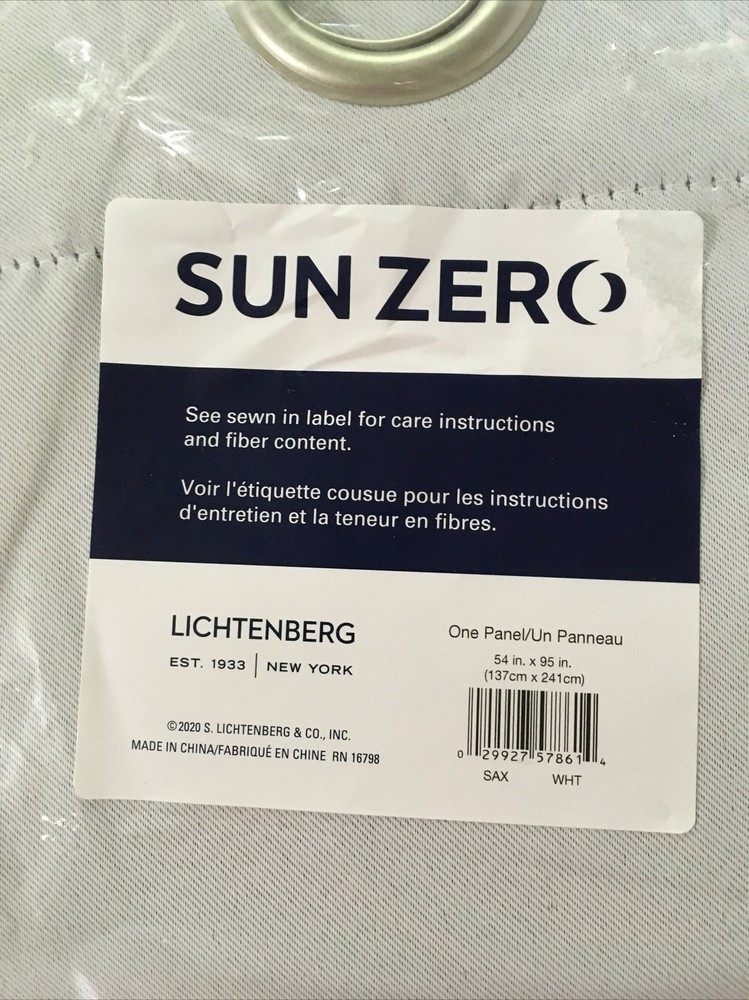 SUN ZERO
See sewn in label for care instructions
and fiber content.
Voir l'étiquette cousue pour les instructions
d'entretien et la teneur en fibres.
LICHTENBERG
EST. 1933 | NEW YORK
©2020 S. LICHTENBERG & CO., INC.
MADE IN CHINA/FABRIQUÉ EN CHINE RN 16798
One Panel/Un Panneau
54 in. x 95 in.
(137cm x 241cm)
0 29927 57861 4
SAX WHT